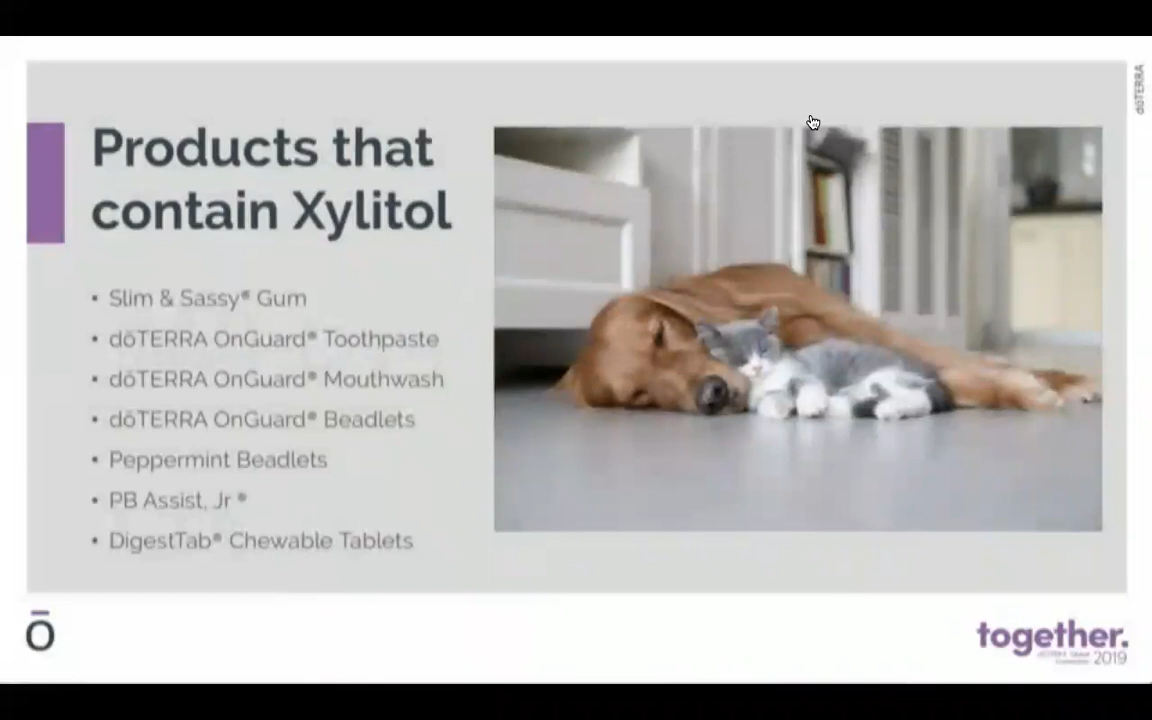 dōTERRA
Products that
contain Xylitol
• Slim & Sassy® Gum
• dōTERRA OnGuard® Toothpaste
• dōTERRA OnGuard® Mouthwash
• dōTERRA OnGuard® Beadlets
• Peppermint Beadlets
• PB Assist, Jr ®
• DigestTab® Chewable Tablets
Ō
together.
2019